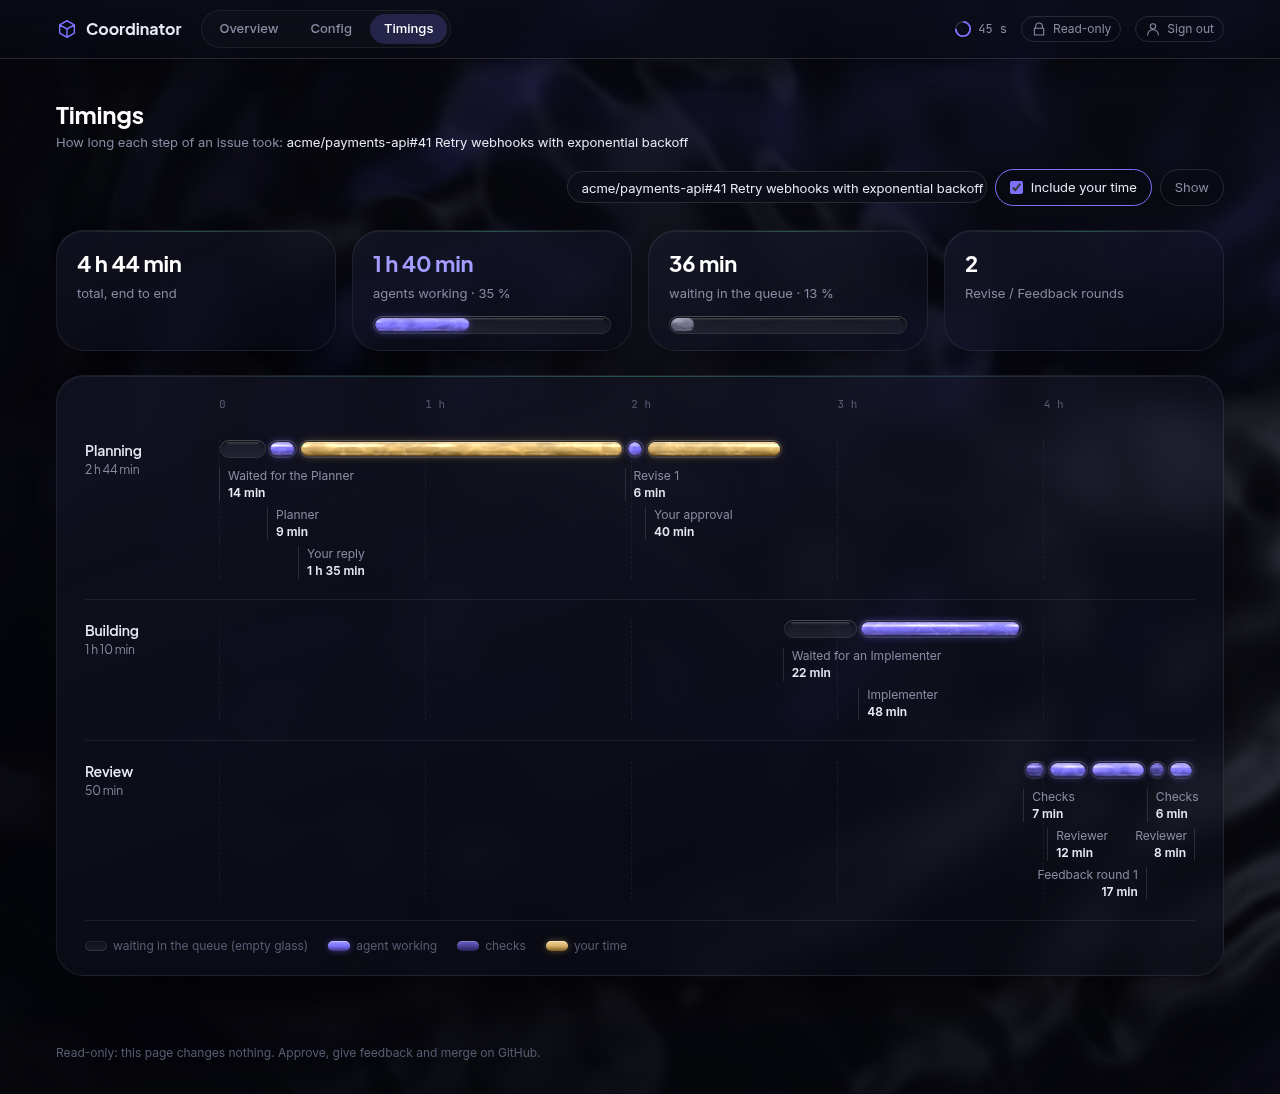 Coordinator
Overview
Config
Timings
45 s
Read-only
Sign out
Timings
How long each step of an issue took: acme/payments-api#41 Retry webhooks with exponential backoff
acme/payments-api#41 Retry webhooks with exponential backoff
Include your time
Show
4 h 44 min
total, end to end
1 h 40 min
agents working · 35 %
36 min
waiting in the queue · 13 %
2
Revise / Feedback rounds
0
1 h
2 h
3 h
4 h
Planning
2 h 44 min
Waited for the Planner
14 min
Planner
9 min
Your reply
1 h 35 min
Revise 1
6 min
Your approval
40 min
Building
1 h 10 min
Waited for an Implementer
22 min
Implementer
48 min
Review
50 min
Checks
7 min
Checks
6 min
Reviewer
12 min
Reviewer
8 min
Feedback round 1
17 min
waiting in the queue (empty glass)
agent working
checks
your time
Read-only: this page changes nothing. Approve, give feedback and merge on GitHub.